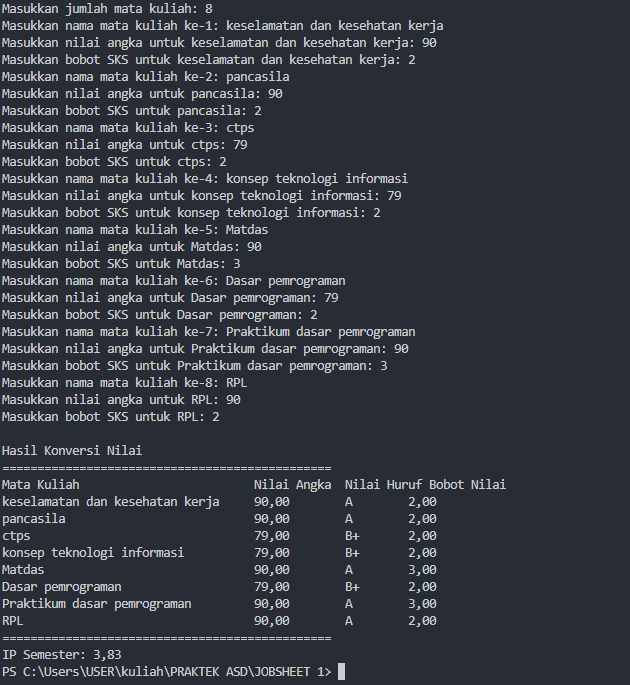 Masukkan jumlah mata kuliah: 8
Masukkan nama mata kuliah ke-1: keselamatan dan kesehatan kerja
Masukkan nilai angka untuk keselamatan dan kesehatan kerja: 90
Masukkan bobot SKS untuk keselamatan dan kesehatan kerja: 2
Masukkan nama mata kuliah ke-2: pancasila
Masukkan nilai angka untuk pancasila: 90
Masukkan bobot SKS untuk pancasila: 2
Masukkan nama mata kuliah ke-3: ctps
Masukkan nilai angka untuk ctps: 79
Masukkan bobot SKS untuk ctps: 2
Masukkan nama mata kuliah ke-4: konsep teknologi informasi
Masukkan nilai angka untuk konsep teknologi informasi: 79
Masukkan bobot SKS untuk konsep teknologi informasi: 2
Masukkan nama mata kuliah ke-5: Matdas
Masukkan nilai angka untuk Matdas: 90
Masukkan bobot SKS untuk Matdas: 3
Masukkan nama mata kuliah ke-6: Dasar pemrograman
Masukkan nilai angka untuk Dasar pemrograman: 79
Masukkan bobot SKS untuk Dasar pemrograman: 2
Masukkan nama mata kuliah ke-7: Praktikum dasar pemrograman
Masukkan nilai angka untuk Praktikum dasar pemrograman: 90
Masukkan bobot SKS untuk Praktikum dasar pemrograman: 3
Masukkan nama mata kuliah ke-8: RPL
Masukkan nilai angka untuk RPL: 90
Masukkan bobot SKS untuk RPL: 2

Hasil Konversi Nilai
===============================================
Mata Kuliah                         Nilai Angka  Nilai Huruf Bobot Nilai
keselamatan dan kesehatan kerja     90,00        A        2,00
pancasila                           90,00        A        2,00
ctps                                79,00        B+       2,00
konsep teknologi informasi          79,00        B+       2,00
Matdas                              90,00        A        3,00
Dasar pemrograman                   79,00        B+       2,00
Praktikum dasar pemrograman         90,00        A        3,00
RPL                                 90,00        A        2,00
===============================================
IP Semester: 3,83
PS C:\Users\USER\kuliah\PRAKTEK ASD\JOBSHEET 1>